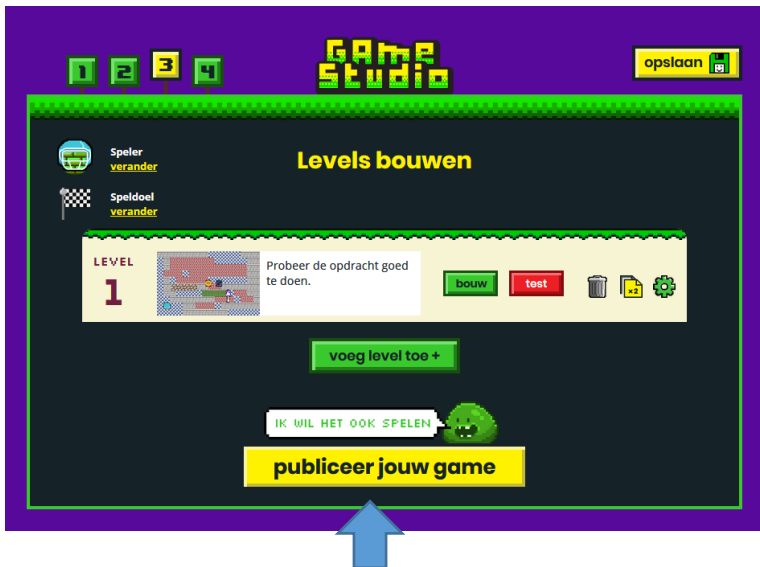 1 2 3 4
GAme Studio
opslaan
Speler
verander
Levels bouwen
Speldoel
verander
LEVEL
1
Probeer de opdracht goed
te doen.
bouw
test
x2
voeg level toe +
IK WIL HET OOK SPELEN
publiceer jouw game